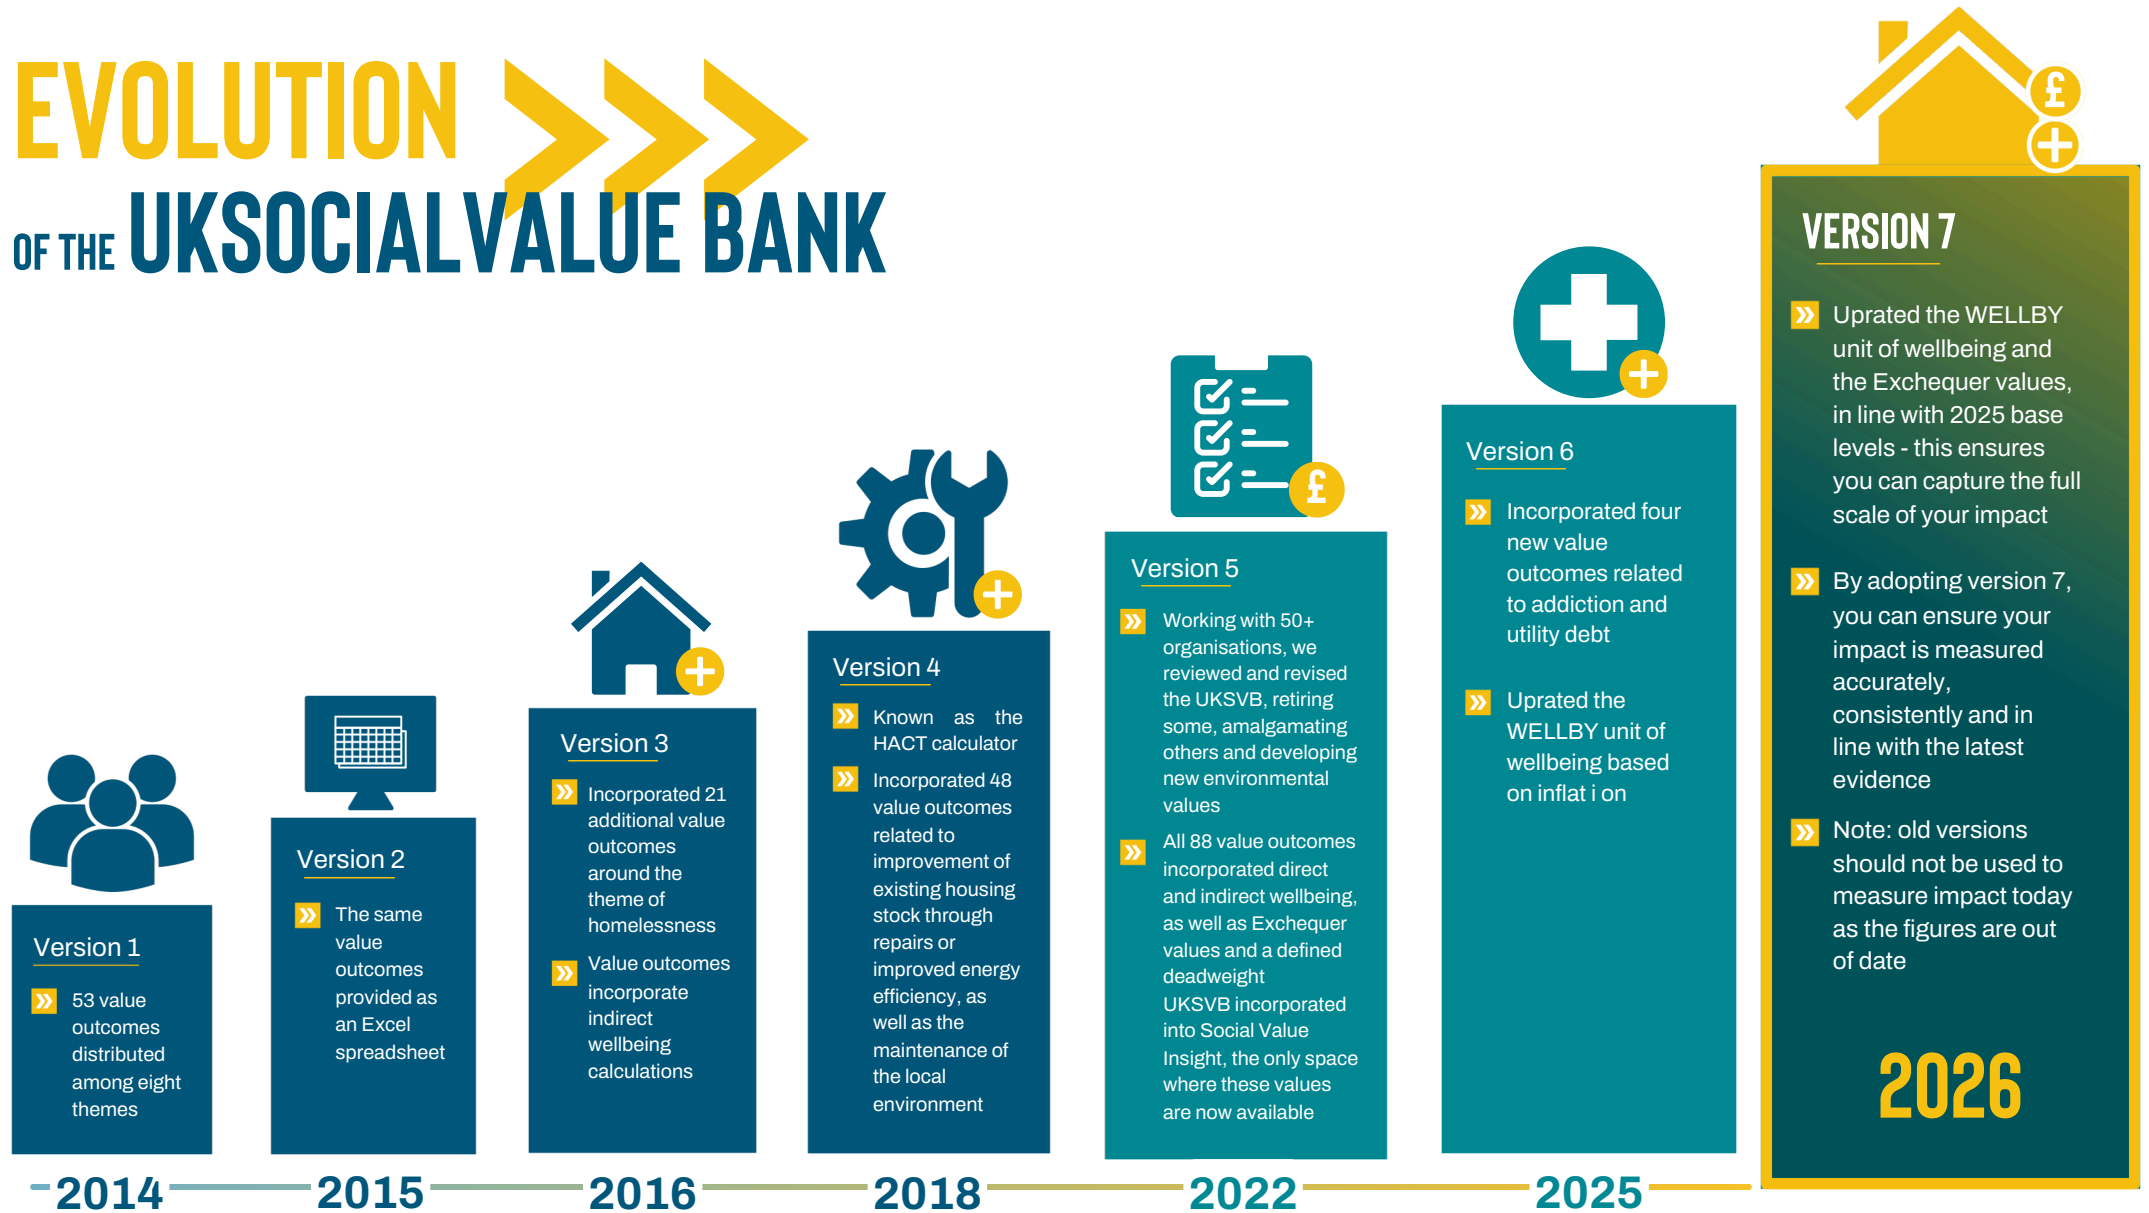 EVOLUTION
OF THE UKSOCIALVALUE BANK
Version 1
53 value
outcomes
distributed
among eight
themes
2014
Version 2
The same
value
outcomes
provided as
an Excel
spreadsheet
2015
Version 3
Incorporated 21
additional value
outcomes
around the
theme of
homelessness
Value outcomes
incorporate
indirect
wellbeing
calculations
2016
Version 4
Known as the
HACT calculator
Incorporated 48
value outcomes
related to
improvement of
existing housing
stock through
repairs or
improved energy
efficiency, as
well as the
maintenance of
the local
environment
2018
£
Version 5
Working with 50+
organisations, we
reviewed and revised
the UKSVB, retiring
some, amalgamating
others and developing
new environmental
values
All 88 value outcomes
incorporated direct
and indirect wellbeing,
as well as Exchequer
values and a defined
deadweight
UKSVB incorporated
into Social Value
Insight, the only space
where these values
are now available
2022
Version 6
Incorporated four
new value
outcomes related
to addiction and
utility debt
Uprated the
WELLBY unit of
wellbeing based
on inflat i on
2025
£
VERSION 7
Uprated the WELLBY
unit of wellbeing and
the Exchequer values,
in line with 2025 base
levels - this ensures
you can capture the full
scale of your impact
By adopting version 7,
you can ensure your
impact is measured
accurately,
consistently and in
line with the latest
evidence
Note: old versions
should not be used to
measure impact today
as the figures are out
of date
2026